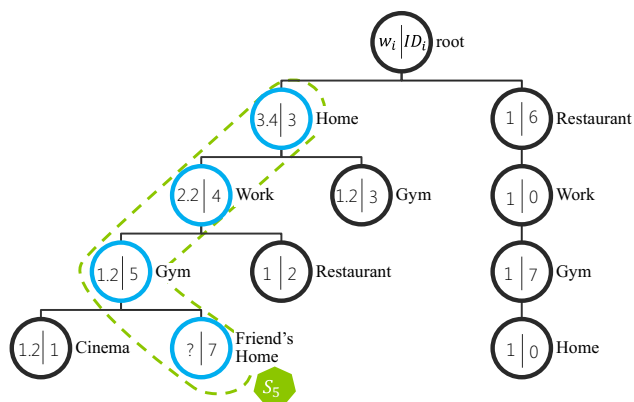 w_i | ID_i root
3.4 | 3 Home
1 | 6 Restaurant
2.2 | 4 Work
1.2 | 3 Gym
1 | 0 Work
1.2 | 5 Gym
1 | 2 Restaurant
1 | 7 Gym
1.2 | 1 Cinema
? | 7 Friend's
Home
1 | 0 Home
S_5